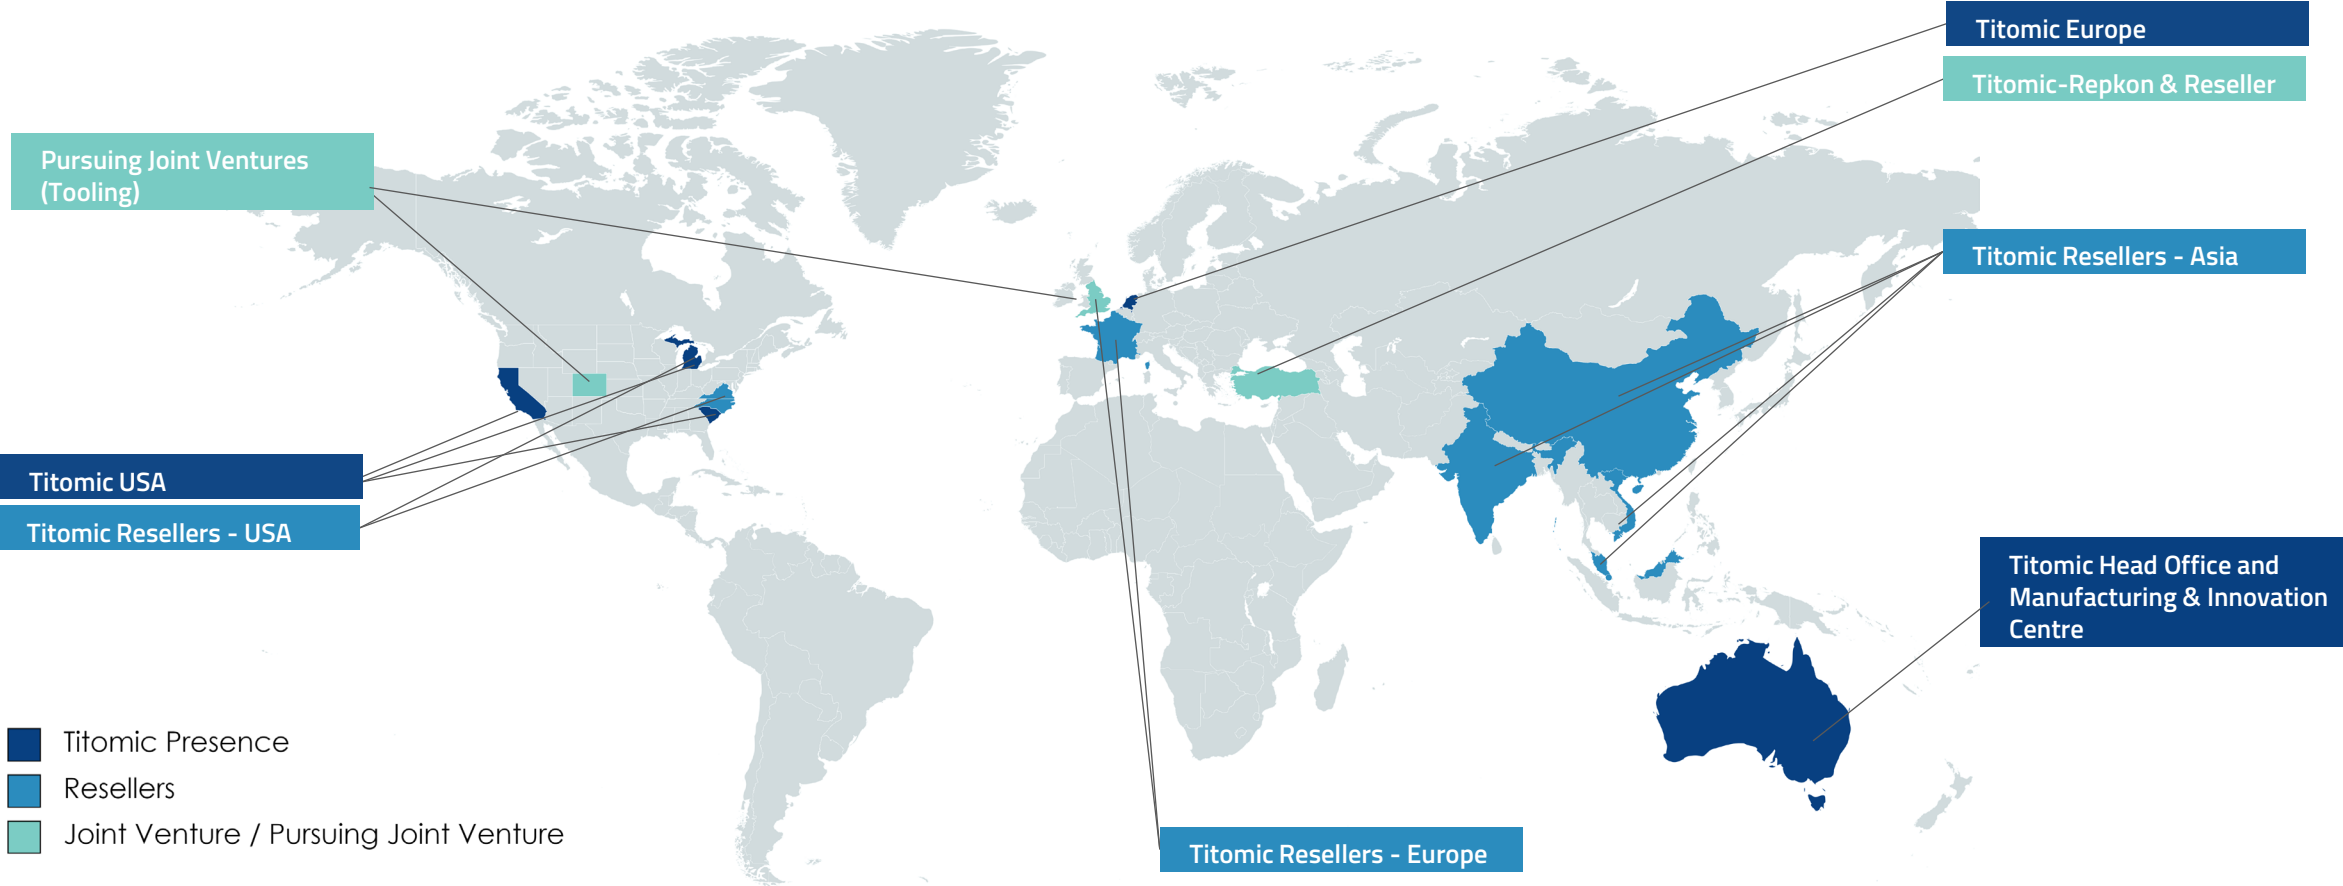 Titomic Europe
Titomic-Repkon & Reseller
Pursuing Joint Ventures
(Tooling)
Titomic Resellers - Asia
Titomic USA
Titomic Resellers - USA
Titomic Head Office and
Manufacturing & Innovation
Centre
Titomic Presence
Resellers
Joint Venture / Pursuing Joint Venture
Titomic Resellers - Europe